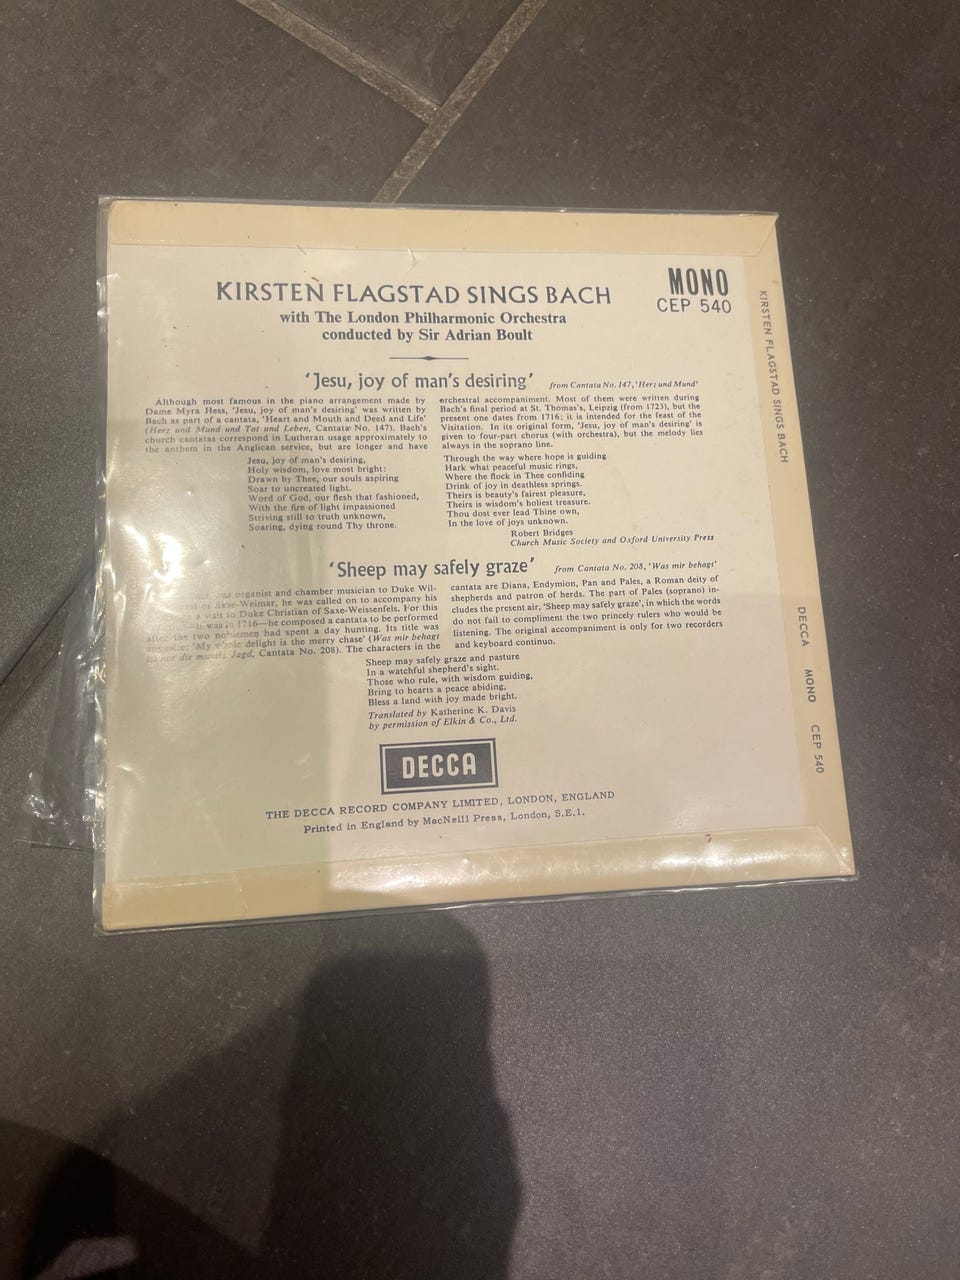 KIRSTEN FLAGSTAD SINGS BACH
with The London Philharmonic Orchestra
conducted by Sir Adrian Boult
MONO
CEP 540
'Jesu, joy of man's desiring' from Cantata No. 147, 'Herz und Mund'
Although most famous in the piano arrangement made by
Dame Myra Hess, 'Jesu, joy of man's desiring' was written by
Bach as part of a cantata, 'Heart and Mouth and Deed and Life'
(Herz und Mund und Tat und Leben, Cantata No. 147). Bach's
church cantatas correspond in Lutheran usage approximately to
the anthem in the Anglican service, but are longer and have
orchestral accompaniment. Most of them were written during
Bach's final period at St. Thomas's, Leipzig (from 1723), but the
present one dates from 1716; it is intended for the feast of the
Visitation. In its original form, 'Jesu, joy of man's desiring' is
given to four-part chorus (with orchestra), but the melody lies
always in the soprano line.
Jesu, joy of man's desiring,
Holy wisdom, love most bright:
Drawn by Thee, our souls aspiring
Soar to uncreated light.
Word of God, our flesh that fashioned,
With the fire of light impassioned
Striving still to truth unknown,
Soaring, dying round Thy throne.
Through the way where hope is guiding
Hark what peaceful music rings,
Where the flock in Thee confiding
Drink of joy in deathless springs.
Theirs is beauty's fairest pleasure,
Theirs is wisdom's holiest treasure.
Thou dost ever lead Thine own,
In the love of joys unknown.
Robert Bridges
Church Music Society and Oxford University Press
'Sheep may safely graze' from Cantata No. 208, 'Was mir behagt'
was organist and chamber musician to Duke Wil-
of Saxe-Weimar, he was called on to accompany his
a visit to Duke Christian of Saxe-Weissenfels. For this
—it was in 1716—he composed a cantata to be performed
after the two noblemen had spent a day hunting. Its title was
'My whole delight is the merry chase' (Was mir behagt
ist nur die muntre Jagd, Cantata No. 208). The characters in the
cantata are Diana, Endymion, Pan and Pales, a Roman deity of
shepherds and patron of herds. The part of Pales (soprano) in-
cludes the present air, 'Sheep may safely graze', in which the words
do not fail to compliment the two princely rulers who would be
listening. The original accompaniment is only for two recorders
and keyboard continuo.
Sheep may safely graze and pasture
In a watchful shepherd's sight.
Those who rule, with wisdom guiding,
Bring to hearts a peace abiding,
Bless a land with joy made bright.
Translated by Katherine K. Davis
by permission of Elkin & Co., Ltd.
DECCA
THE DECCA RECORD COMPANY LIMITED, LONDON, ENGLAND
Printed in England by MacNeill Press, London, S.E.1.
KIRSTEN FLAGSTAD SINGS BACH DECCA MONO CEP 540